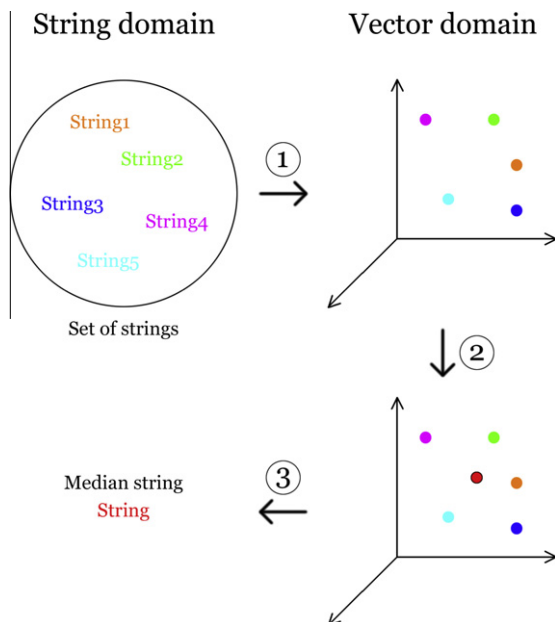 String domain
Vector domain
String1
String2
String3
String4
String5
Set of strings
1
2
3
Median string
String